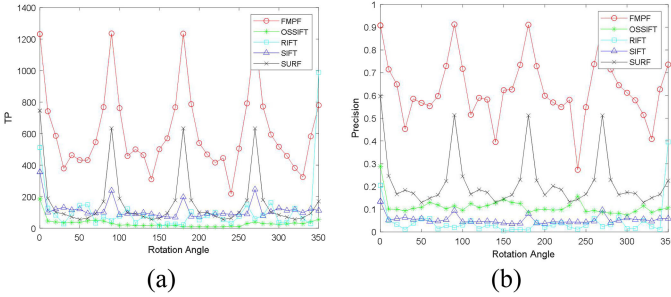 1400
1200
1000
800
600
400
200
0
TP
0 50 100 150 200 250 300 350
Rotation Angle
FMPF
OSSIFT
RIFT
SIFT
SURF
(a)
1
0.9
0.8
0.7
0.6
0.5
0.4
0.3
0.2
0.1
0
Precision
0 50 100 150 200 250 300 350
Rotation Angle
FMPF
OSSIFT
RIFT
SIFT
SURF
(b)